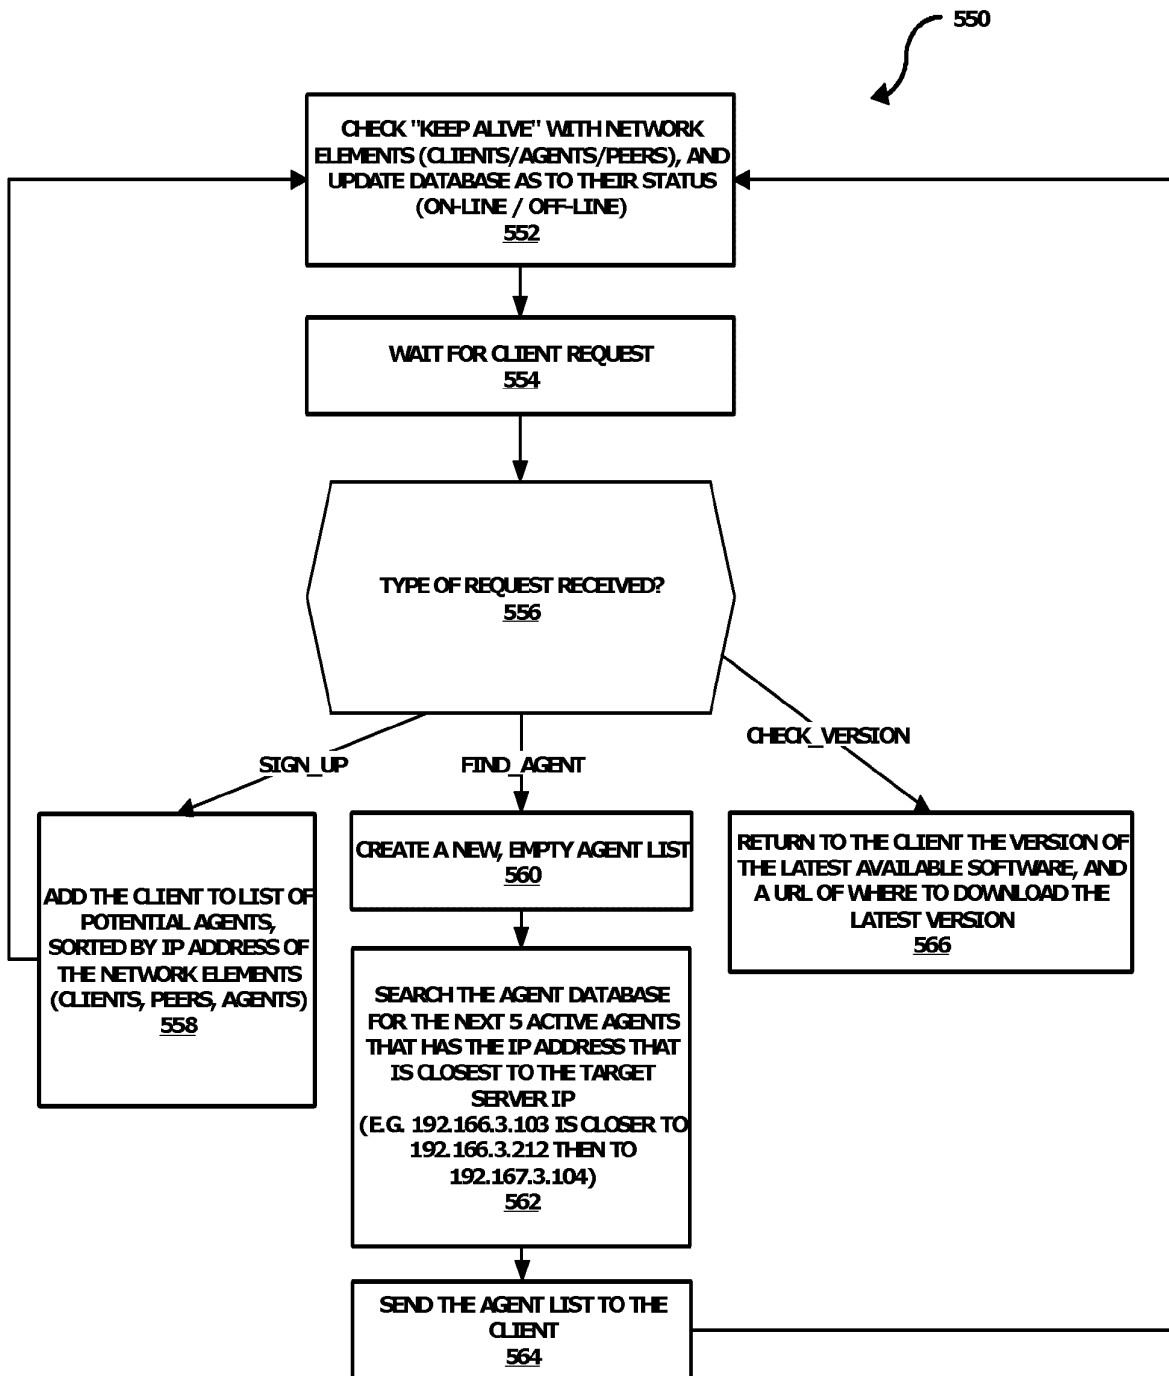 550
CHECK "KEEP ALIVE" WITH NETWORK
ELEMENTS (CLIENTS/AGENTS/PEERS), AND
UPDATE DATABASE AS TO THEIR STATUS
(ON-LINE / OFF-LINE)
552
WAIT FOR CLIENT REQUEST
554
TYPE OF REQUEST RECEIVED?
556
SIGN_UP
FIND_AGENT
CHECK_VERSION
ADD THE CLIENT TO LIST OF
POTENTIAL AGENTS,
SORTED BY IP ADDRESS OF
THE NETWORK ELEMENTS
(CLIENTS, PEERS, AGENTS)
558
CREATE A NEW, EMPTY AGENT LIST
560
SEARCH THE AGENT DATABASE
FOR THE NEXT 5 ACTIVE AGENTS
THAT HAS THE IP ADDRESS THAT
IS CLOSEST TO THE TARGET
SERVER IP
(E.G. 192.166.3.103 IS CLOSER TO
192.166.3.212 THEN TO
192.167.3.104)
562
SEND THE AGENT LIST TO THE
CLIENT
564
RETURN TO THE CLIENT THE VERSION OF
THE LATEST AVAILABLE SOFTWARE, AND
A URL OF WHERE TO DOWNLOAD THE
LATEST VERSION
566